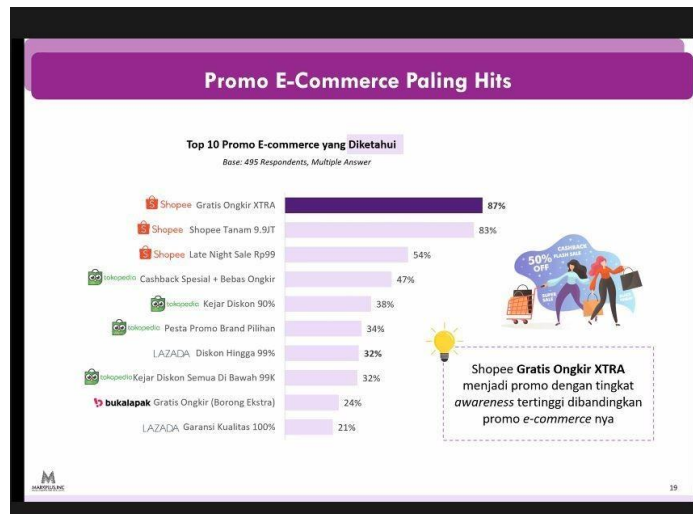 Promo E-Commerce Paling Hits
Top 10 Promo E-commerce yang Diketahui
Base: 495 Respondents, Multiple Answer
Shopee Gratis Ongkir XTRA 87%
Shopee Shopee Tanam 9.9JT 83%
Shopee Late Night Sale Rp99 54%
tokopedia Cashback Spesial + Bebas Ongkir 47%
tokopedia Kejar Diskon 90% 38%
tokopedia Pesta Promo Brand Pilihan 34%
LAZADA Diskon Hingga 99% 32%
tokopedia Kejar Diskon Semua Di Bawah 99K 32%
bukalapak Gratis Ongkir (Borong Ekstra) 24%
LAZADA Garansi Kualitas 100% 21%
50% OFF
CASHBACK
FLASH SALE
SUPER SALE
Shopee Gratis Ongkir XTRA
menjadi promo dengan tingkat
awareness tertinggi dibandingkan
promo e-commerce nya
MARKPLUS, INC
19